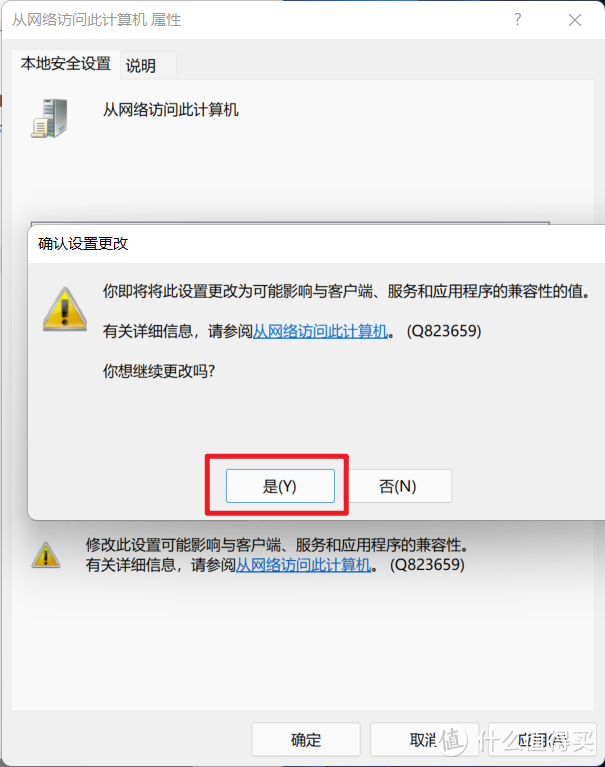 从网络访问此计算机 属性
?
本地安全设置
说明
从网络访问此计算机
确认设置更改
你即将将此设置更改为可能影响与客户端、服务和应用程序的兼容性的值。
有关详细信息，请参阅从网络访问此计算机。 (Q823659)
你想继续更改吗?
是(Y)
否(N)
修改此设置可能影响与客户端、服务和应用程序的兼容性。
有关详细信息，请参阅从网络访问此计算机。 (Q823659)
确定
取消
应用(A)
值 什么值得买